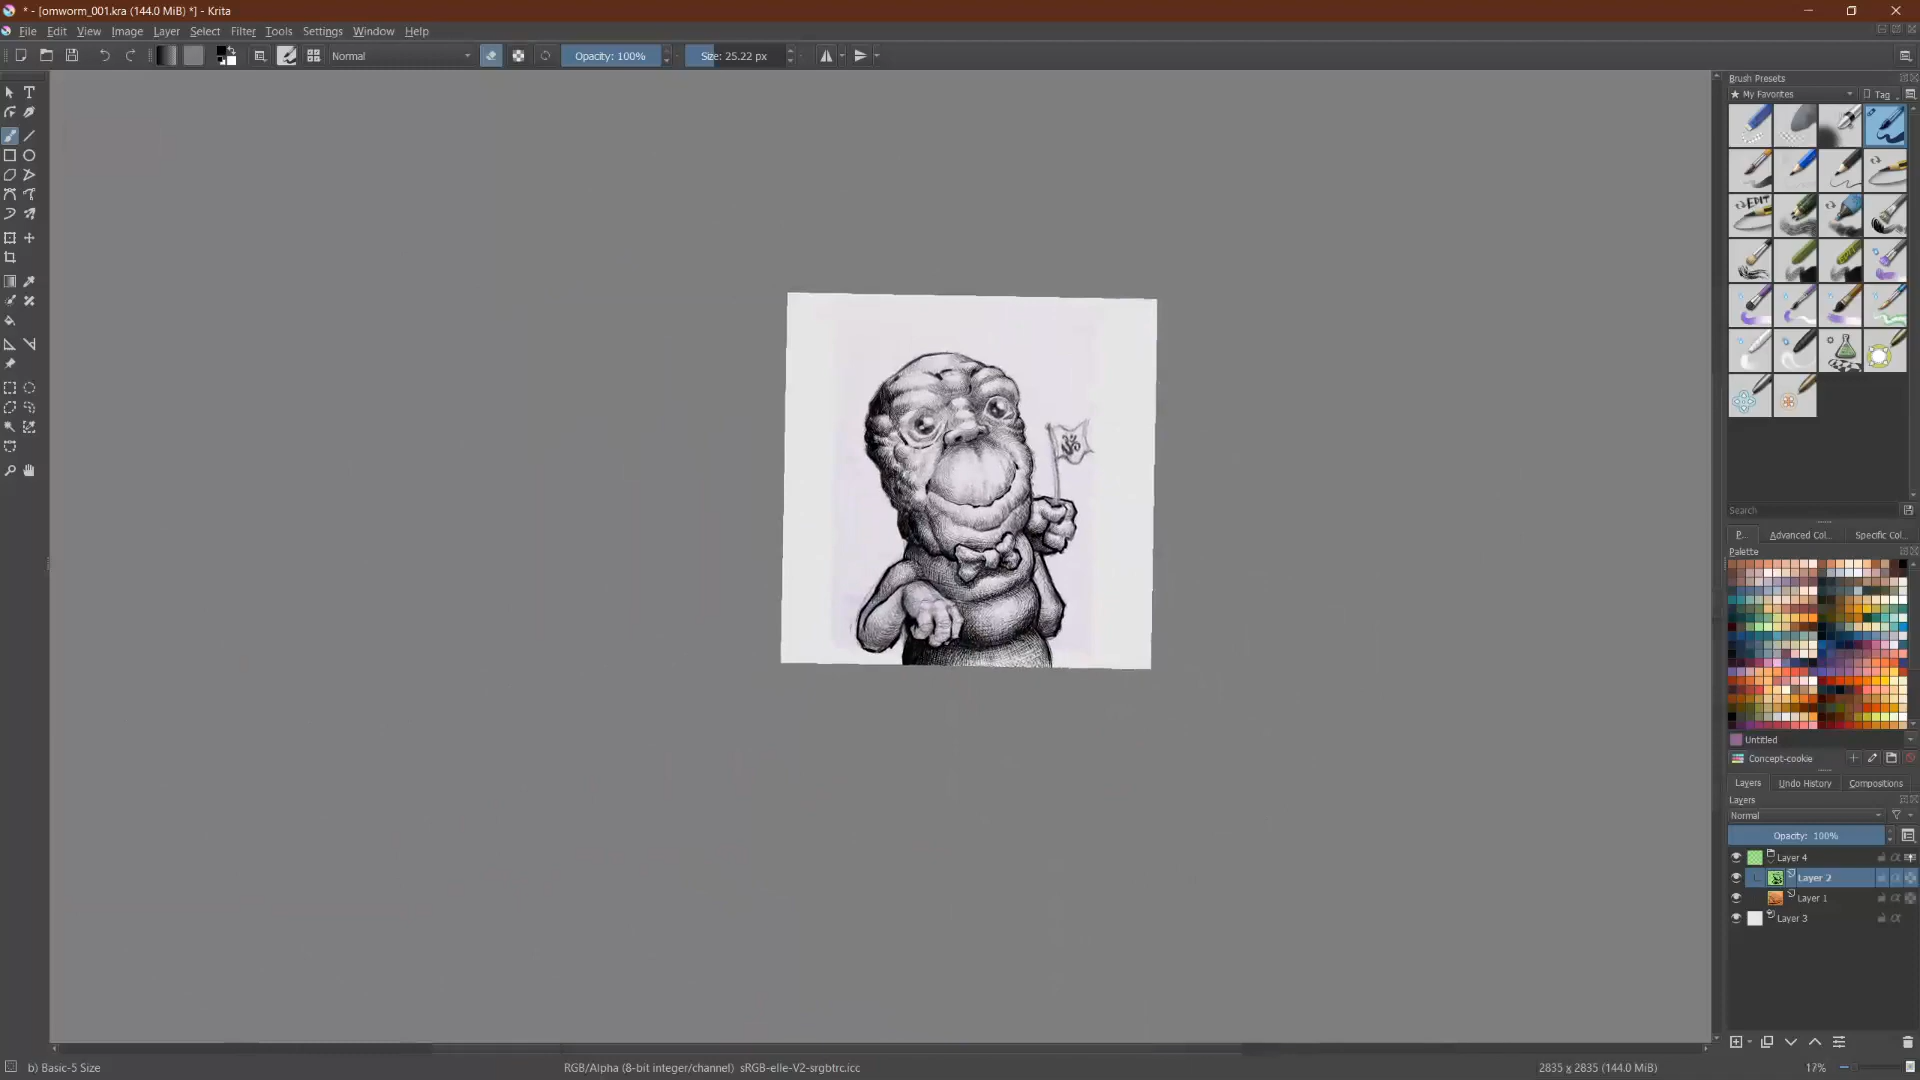 * - [omworm_001.kra (144.0 MiB) *] - Krita
File Edit View Image Layer Select Filter Tools Settings Window Help
Normal Opacity: 100% Size: 25.22 px
T
Brush Presets
My Favorites Tag
EDIT
Search
P... Advanced Col... Specific Col...
Palette
ॐ
Untitled
Concept-cookie
Layers Undo History Compositions
Layers
Normal
Opacity: 100%
Layer 4
Layer 2
Layer 1
Layer 3
b) Basic-5 Size RGB/Alpha (8-bit integer/channel) sRGB-elle-V2-srgbtrc.icc 2835 x 2835 (144.0 MiB) 17%